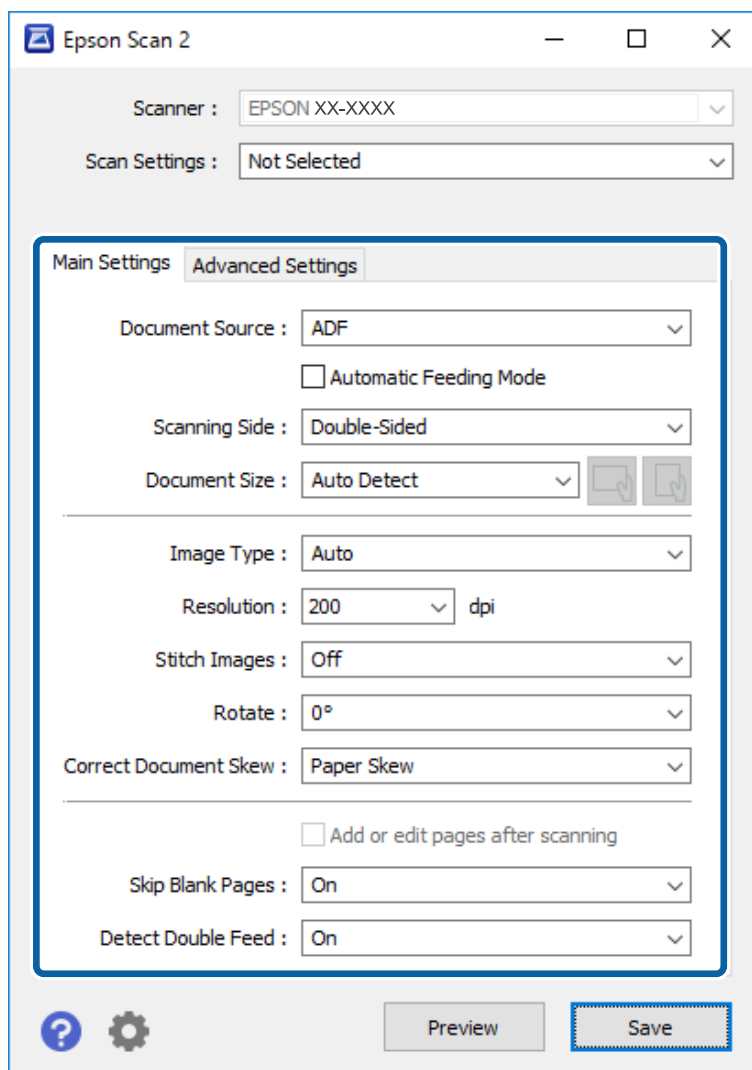 Epson Scan 2
Scanner : EPSON XX-XXXX
Scan Settings : Not Selected
Main Settings Advanced Settings
Document Source : ADF
Automatic Feeding Mode
Scanning Side : Double-Sided
Document Size : Auto Detect
Image Type : Auto
Resolution : 200 dpi
Stitch Images : Off
Rotate : 0°
Correct Document Skew : Paper Skew
Add or edit pages after scanning
Skip Blank Pages : On
Detect Double Feed : On
? Preview Save